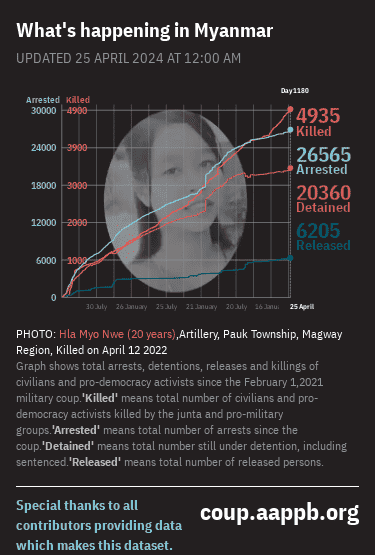 What's happening in Myanmar
UPDATED 25 APRIL 2024 AT 12:00 AM
Day1180
Arrested Killed
30000 4900
24000 3900
18000 3000
12000 2000
6000 1000
0
4935
Killed
26565
Arrested
20360
Detained
6205
Released
30 July 26 January 25 July 21 January 20 July 16 Janu 25 April
PHOTO: Hla Myo Nwe (20 years),Artillery, Pauk Township, Magway
Region, Killed on April 12 2022
Graph shows total arrests, detentions, releases and killings of
civilians and pro-democracy activists since the February 1,2021
military coup.'Killed' means total number of civilians and pro-
democracy activists killed by the junta and pro-military
groups.'Arrested' means total number of arrests since the
coup.'Detained' means total number still under detention, including
sentenced.'Released' means total number of released persons.
Special thanks to all
contributors providing data
which makes this dataset.
coup.aappb.org